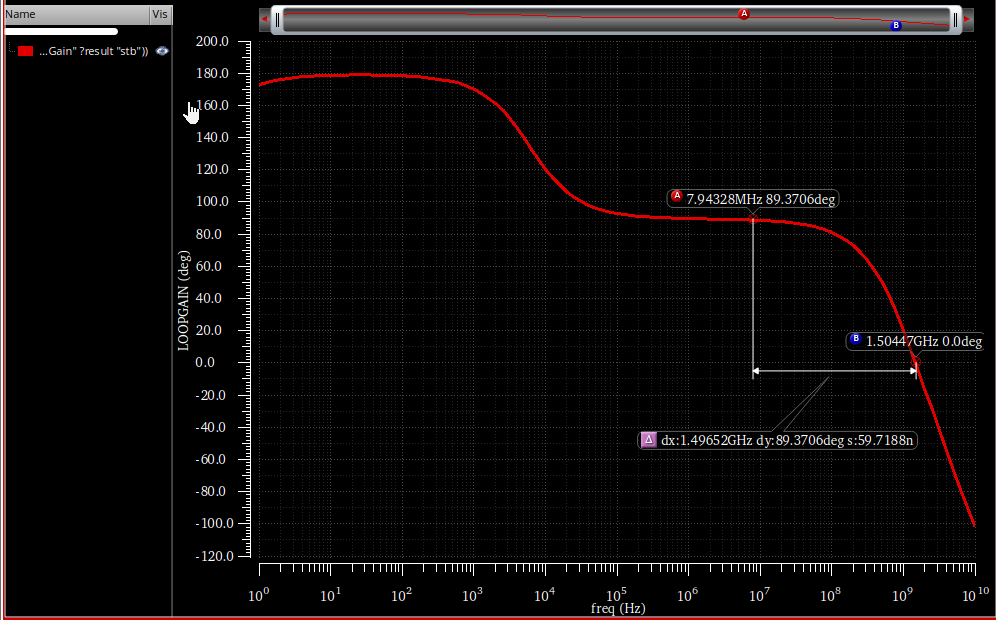 Name Vis
...Gain" ?result "stb"))
A
B
200.0
180.0
160.0
140.0
120.0
100.0
80.0
60.0
40.0
20.0
0.0
-20.0
-40.0
-60.0
-80.0
-100.0
-120.0
LOOPGAIN (deg)
A 7.94328MHz 89.3706deg
B 1.50447GHz 0.0deg
Δ dx:1.49652GHz dy:89.3706deg s:59.7188n
10^0 10^1 10^2 10^3 10^4 10^5 10^6 10^7 10^8 10^9 10^10
freq (Hz)